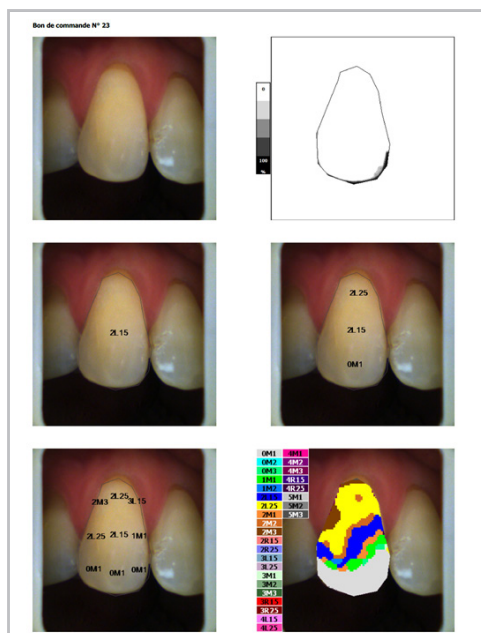 Bon de commande N° 23
0
100
%
2L15
2L25
2L15
0M1
2L25
2M3 3L15
2L25 2L15 1M1
0M1 0M1 0M1
0M1 4M1
0M2 4M2
0M3 4M3
1M1 4R15
1M2 4R25
2L15 5M1
2L25 5M2
2M1 5M3
2M2
2M3
2R15
2R25
3L15
3L25
3M1
3M2
3M3
3R15
3R25
4L15
4L25